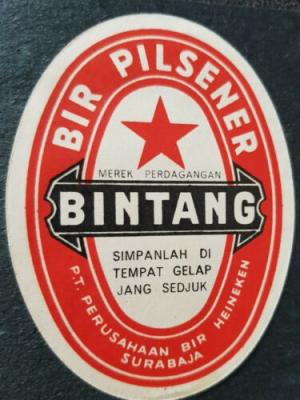 BIR PILSENER
MEREK PERDAGANGAN
BINTANG
SIMPANLAH DI
TEMPAT GELAP
JANG SEDJUK
P.T. PERUSAHAAN BIR HEINEKEN
SURABAJA